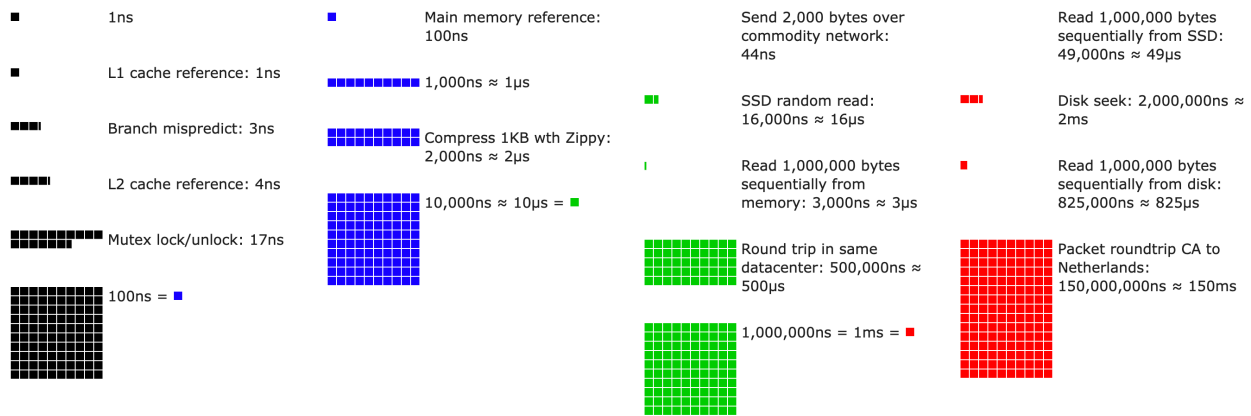 1ns
L1 cache reference: 1ns
Branch mispredict: 3ns
L2 cache reference: 4ns
Mutex lock/unlock: 17ns
100ns =
Main memory reference:
100ns
1,000ns ≈ 1μs
Compress 1KB wth Zippy:
2,000ns ≈ 2μs
10,000ns ≈ 10μs =
Send 2,000 bytes over
commodity network:
44ns
SSD random read:
16,000ns ≈ 16μs
Read 1,000,000 bytes
sequentially from
memory: 3,000ns ≈ 3μs
Round trip in same
datacenter: 500,000ns ≈
500μs
1,000,000ns = 1ms =
Read 1,000,000 bytes
sequentially from SSD:
49,000ns ≈ 49μs
Disk seek: 2,000,000ns ≈
2ms
Read 1,000,000 bytes
sequentially from disk:
825,000ns ≈ 825μs
Packet roundtrip CA to
Netherlands:
150,000,000ns ≈ 150ms